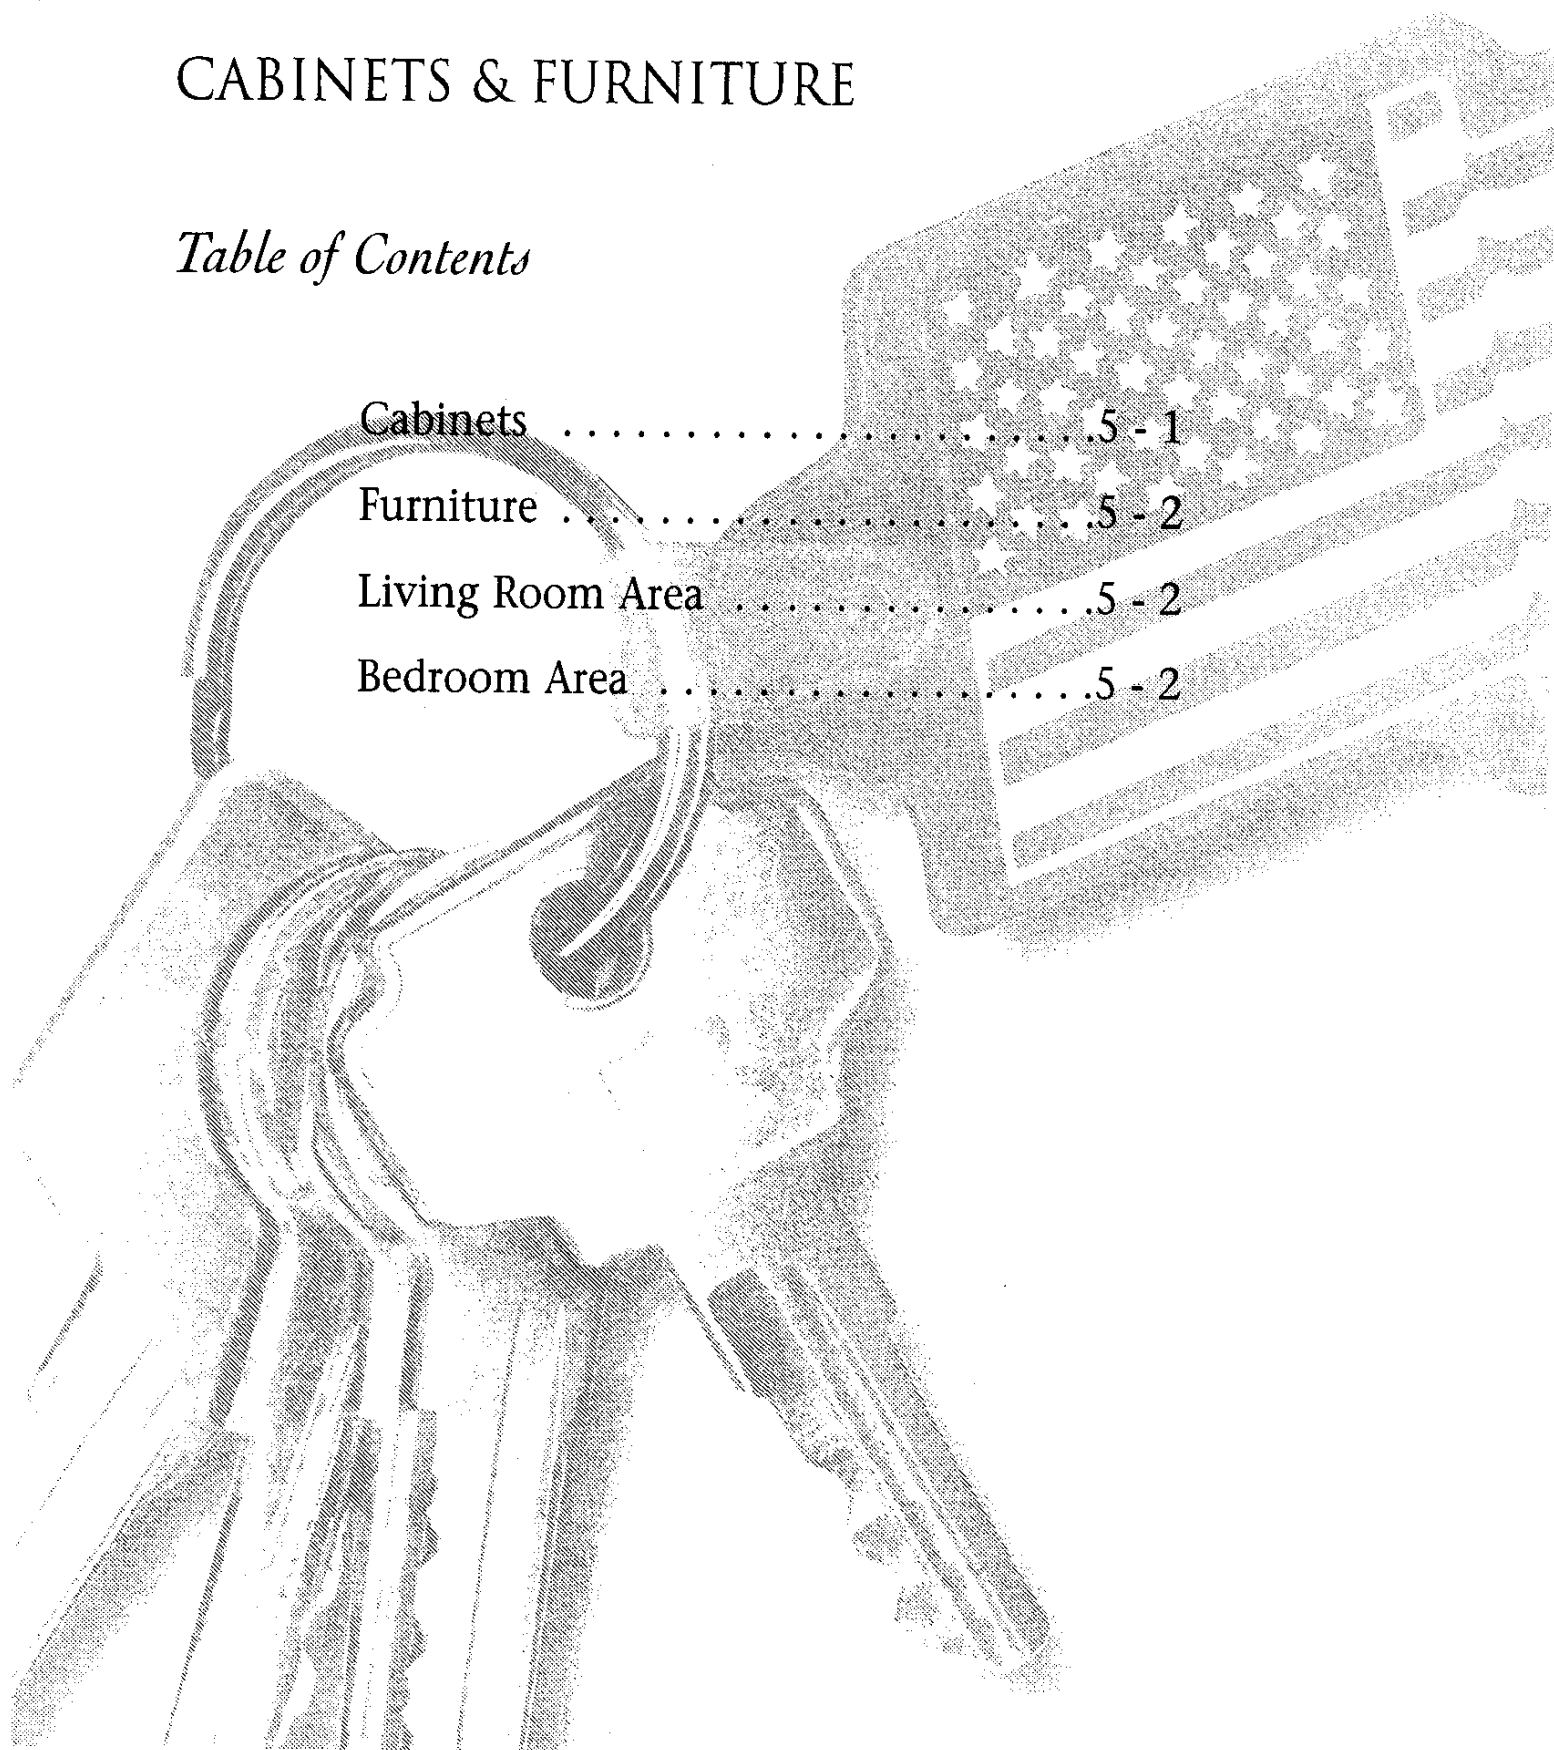 CABINETS & FURNITURE
Table of Contents
Cabinets . . . . . . . . . . . . . . . . . . . . . .5 - 1
Furniture . . . . . . . . . . . . . . . . . . . . . .5 - 2
Living Room Area . . . . . . . . . . . . . . .5 - 2
Bedroom Area . . . . . . . . . . . . . . . . . .5 - 2